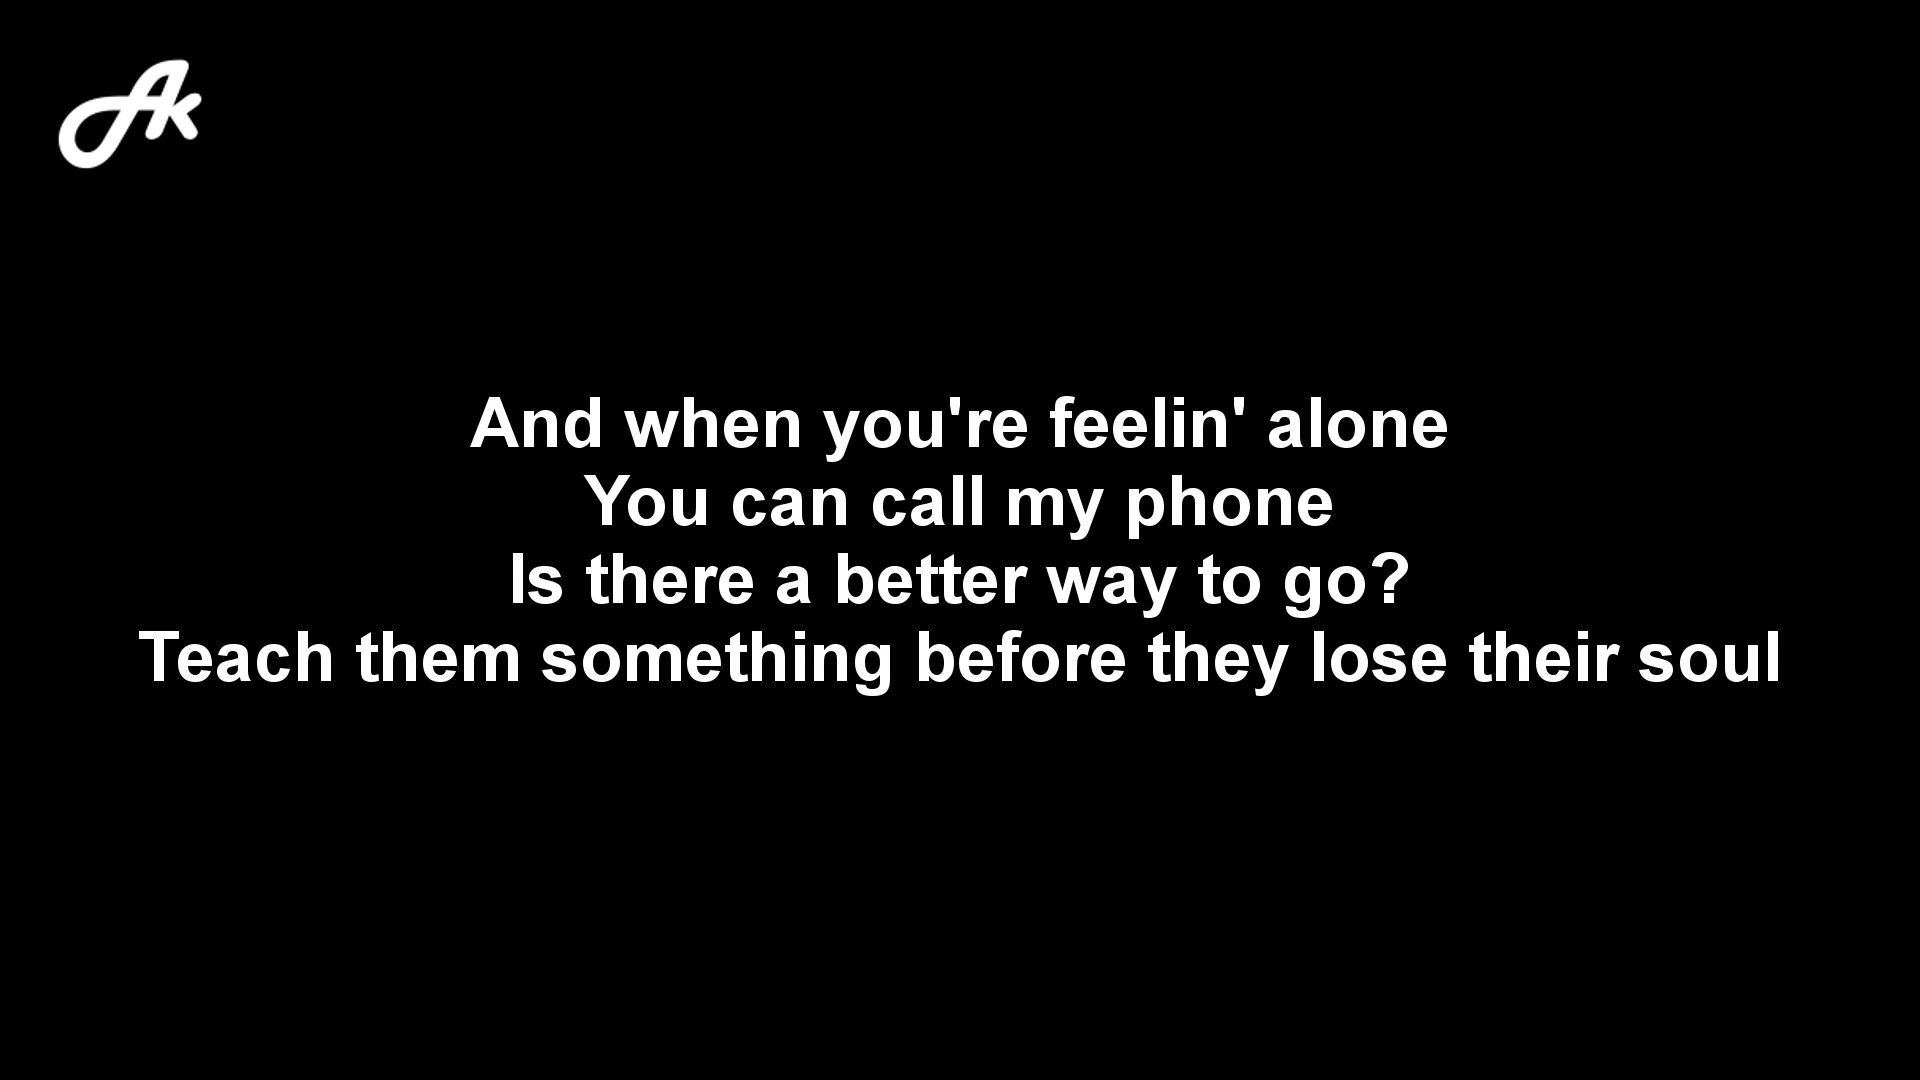 Ak
And when you're feelin' alone
You can call my phone
Is there a better way to go?
Teach them something before they lose their soul